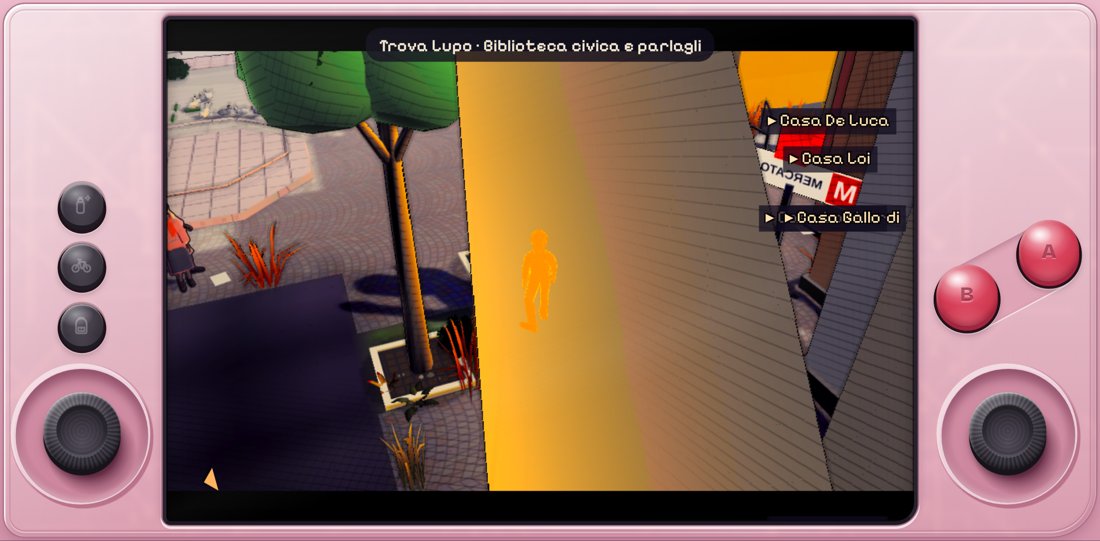 Trova Lupo · Biblioteca civica e parlagli
▶Casa De Luca
▶Casa Loi
MERCATO M
▶ ▶Casa Gallo di
A
B